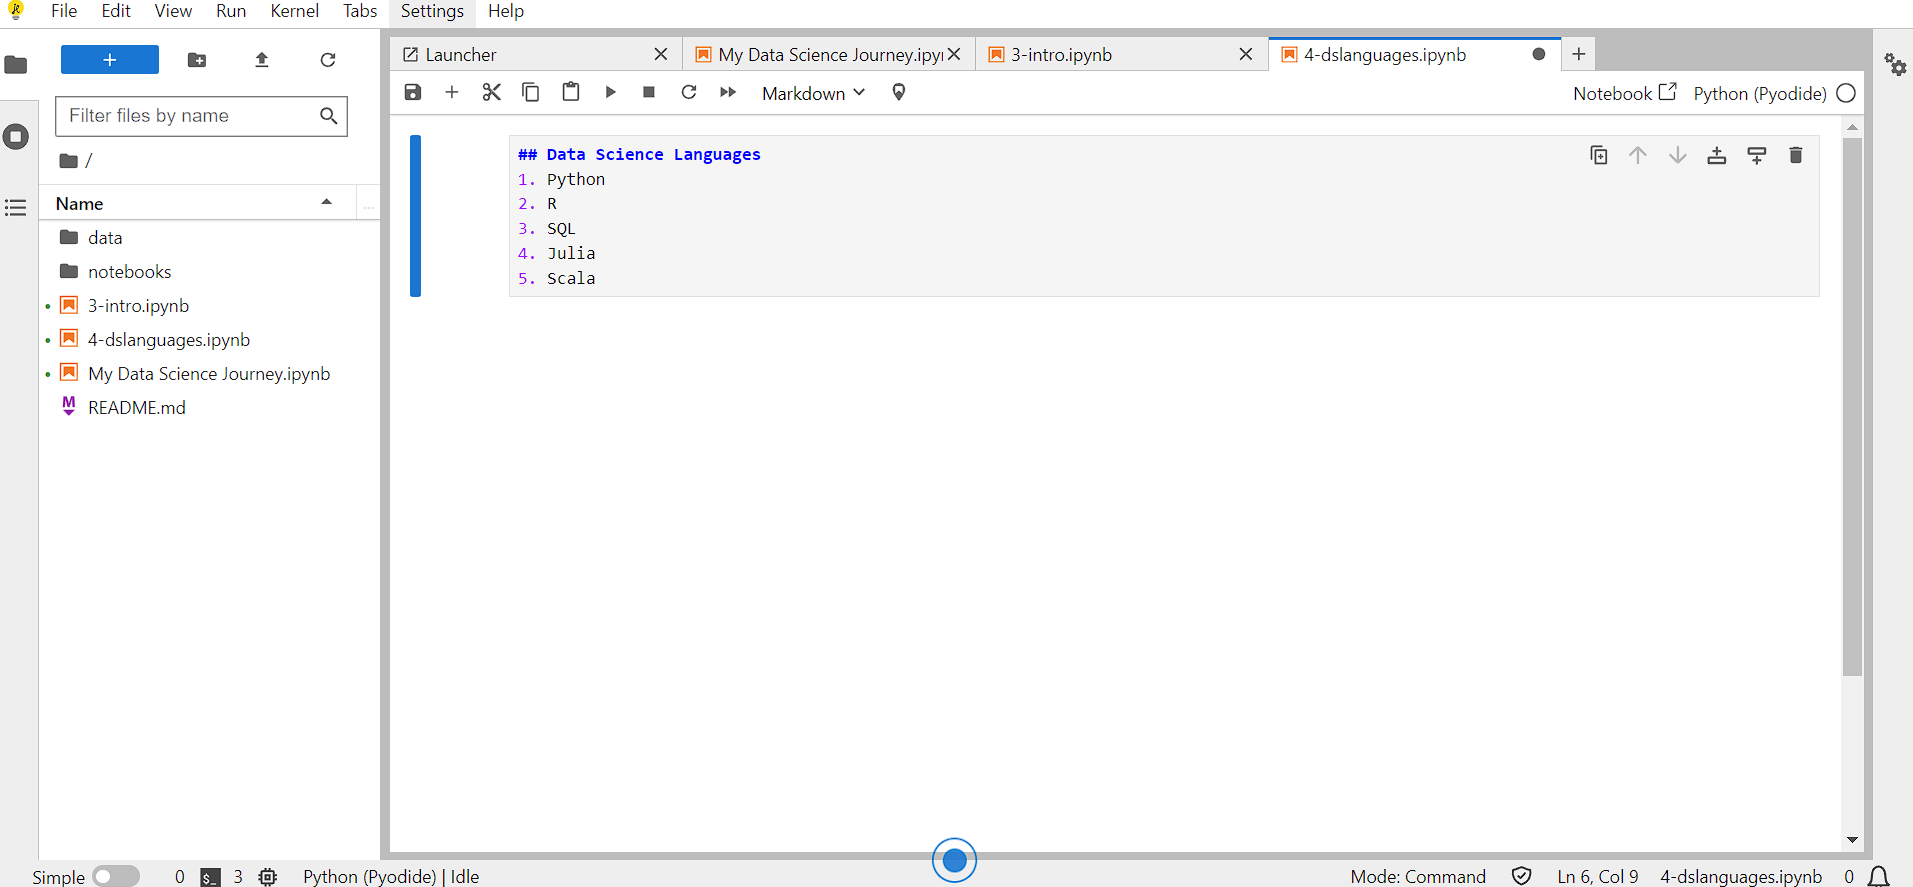 File Edit View Run Kernel Tabs Settings Help
+
Filter files by name
/
Name
...
data
notebooks
3-intro.ipynb
4-dslanguages.ipynb
My Data Science Journey.ipynb
README.md
Launcher
My Data Science Journey.ipyn
3-intro.ipynb
4-dslanguages.ipynb
Markdown
Notebook
Python (Pyodide)
## Data Science Languages
1. Python
2. R
3. SQL
4. Julia
5. Scala
Simple 0 $_ 3 Python (Pyodide) | Idle Mode: Command Ln 6, Col 9 4-dslanguages.ipynb 0